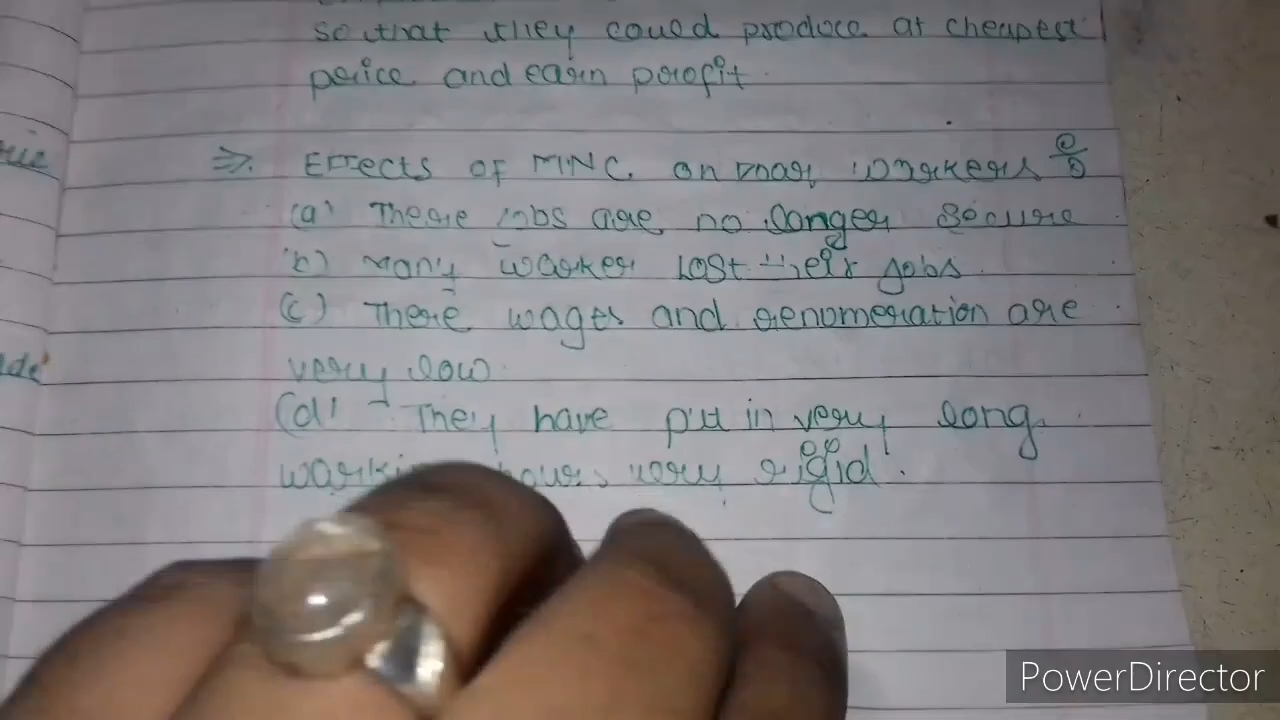 so that they could produce at cheapest
price and earn profit.
⇒. Effects of MNC. on workers
(a) There jobs are no longer secure
(b) Many worker Lost their jobs
(c) There wages and renumeration are
very low.
(d) They have put in very long
working hours very rigid.
PowerDirector